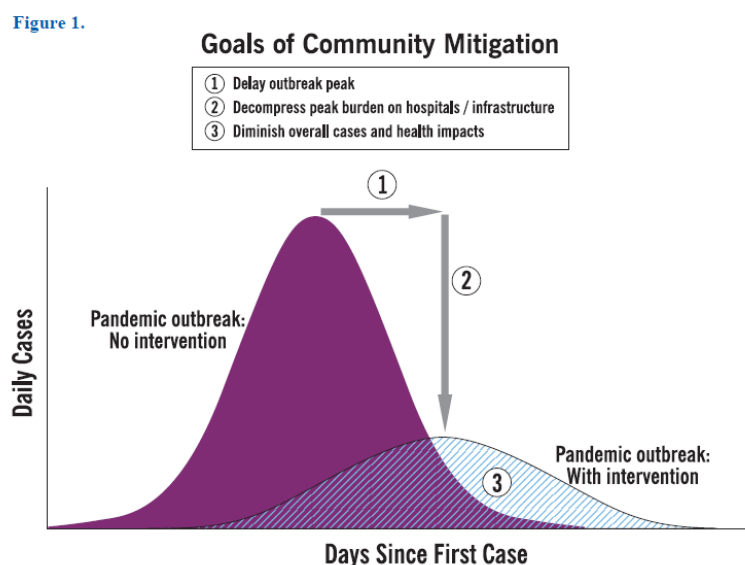 Figure 1.
Goals of Community Mitigation
① Delay outbreak peak
② Decompress peak burden on hospitals / infrastructure
③ Diminish overall cases and health impacts
①
②
Pandemic outbreak:
No intervention
Daily Cases
Pandemic outbreak:
With intervention
③
Days Since First Case